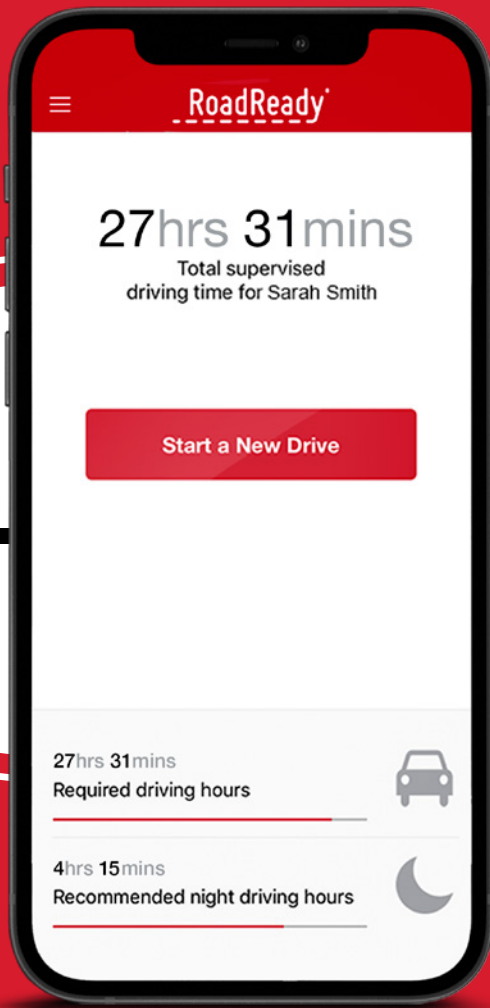 RoadReady
27hrs 31mins
Total supervised
driving time for Sarah Smith
Start a New Drive
27hrs 31mins
Required driving hours
4hrs 15mins
Recommended night driving hours